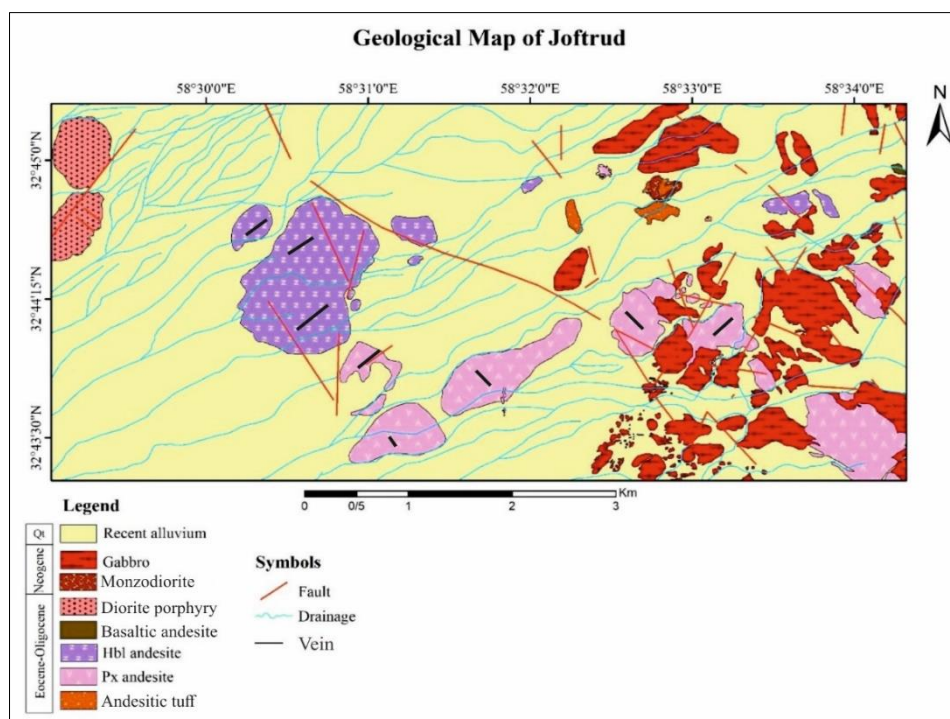 Geological Map of Joftrud
58°30'0"E 58°31'0"E 58°32'0"E 58°33'0"E 58°34'0"E
N
32°45'0"N
32°44'15"N
32°43'30"N
Km
0 0/5 1 2 3
Legend
Qt Recent alluvium
Neogene
Gabbro
Monzodiorite
Eocene-Oligocene
Diorite porphyry
Basaltic andesite
Hbl andesite
Px andesite
Andesitic tuff
Symbols
Fault
Drainage
Vein